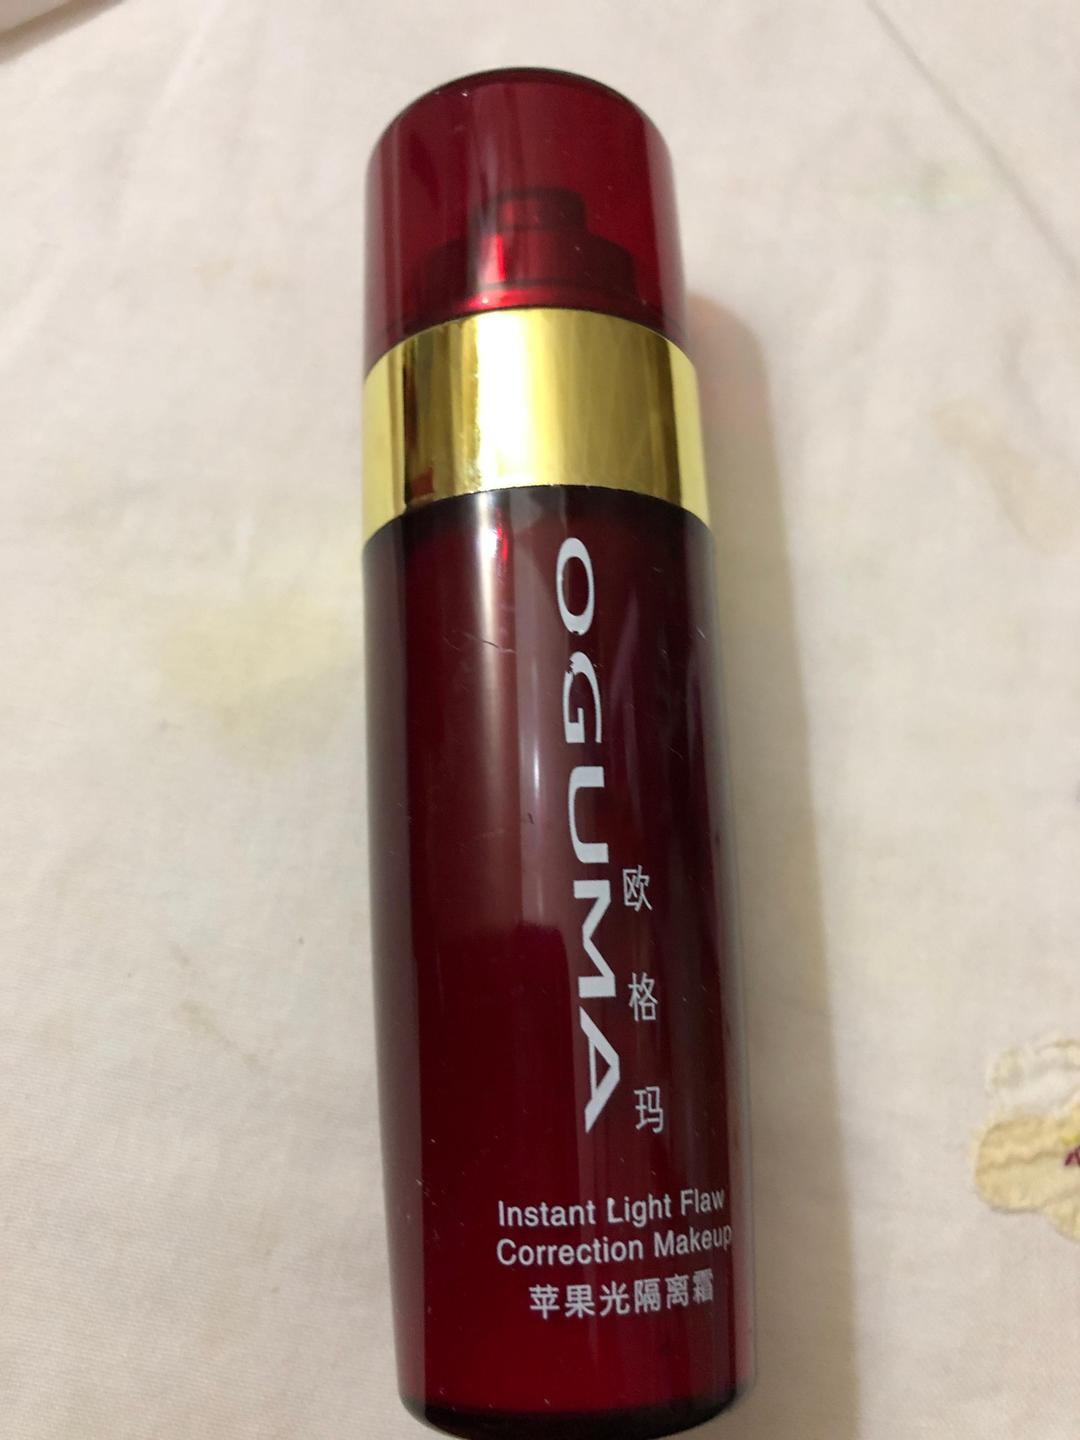 OGUMA
欧格玛
Instant Light Flaw
Correction Makeup
苹果光隔离霜